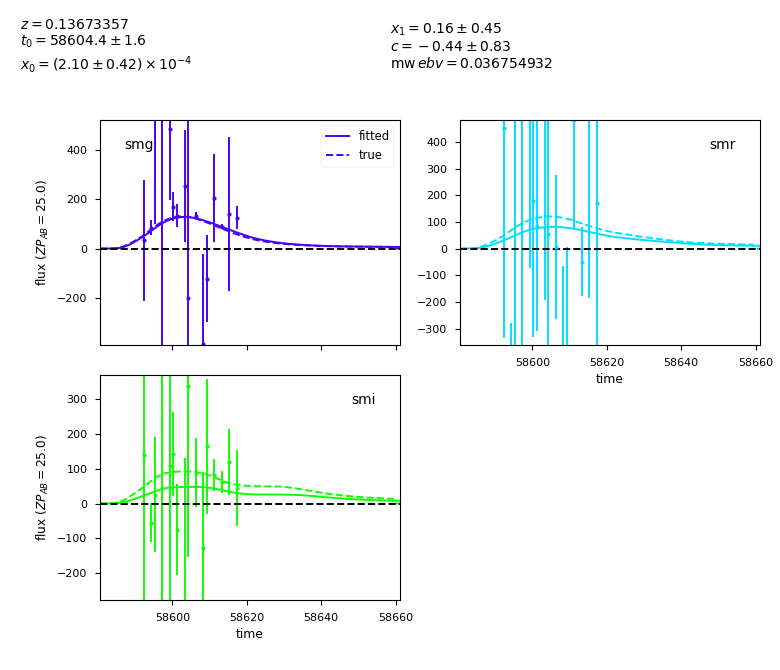 z = 0.13673357
t₀ = 58604.4 ± 1.6
x₀ = (2.10 ± 0.42) × 10⁻⁴
x₁ = 0.16 ± 0.45
c = −0.44 ± 0.83
mw ebv = 0.036754932
smg
fitted
true
flux (ZP_AB = 25.0)
400
200
0
−200
smr
400
300
200
100
0
−100
−200
−300
58600
58620
58640
58660
time
smi
flux (ZP_AB = 25.0)
300
200
100
0
−100
−200
58600
58620
58640
58660
time